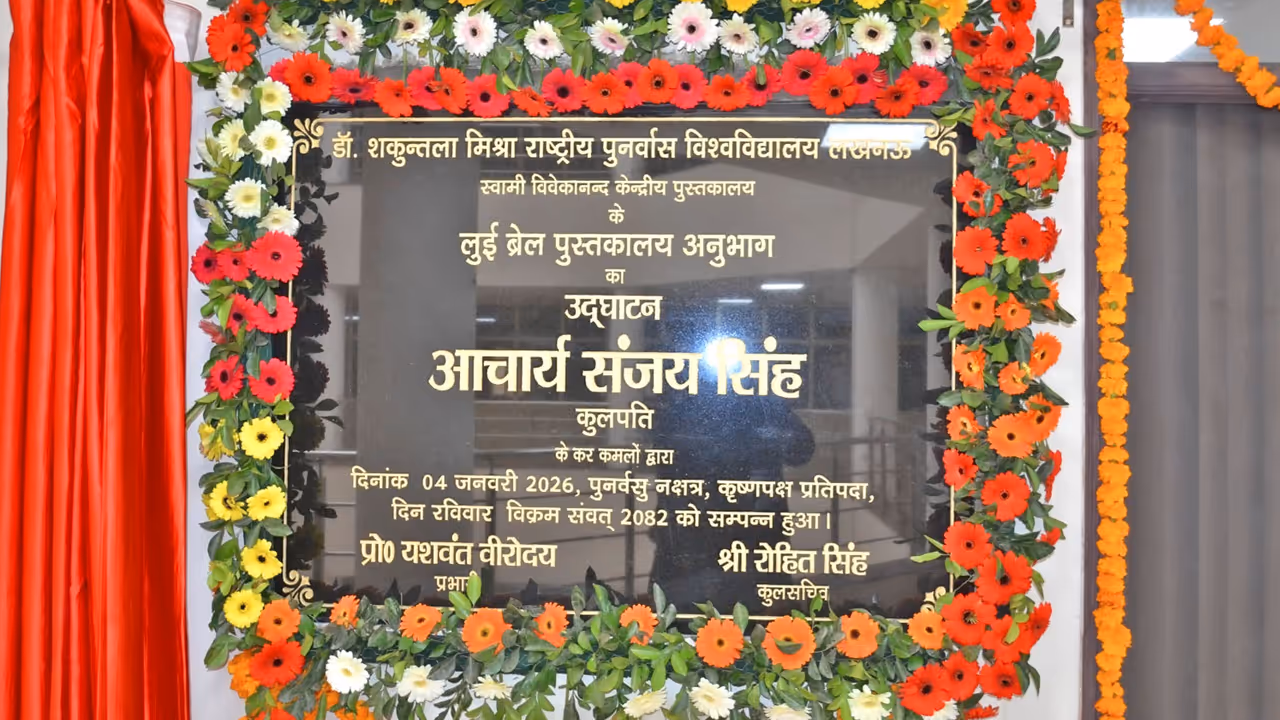 डॉ. शकुन्तला मिश्रा राष्ट्रीय पुनर्वास विश्वविद्यालय लखनऊ
स्वामी विवेकानन्द केन्द्रीय पुस्तकालय
के
लुई ब्रेल पुस्तकालय अनुभाग
का
उद्घाटन
आचार्य संजय सिंह
कुलपति
के कर कमलों द्वारा
दिनांक 04 जनवरी 2026, पुनर्वसु नक्षत्र, कृष्णपक्ष प्रतिपदा,
दिन रविवार विक्रम संवत् 2082 को सम्पन्न हुआ।
प्रो0 यशवंत वीरोदय श्री रोहित सिंह
प्रभारी कुलसचिव